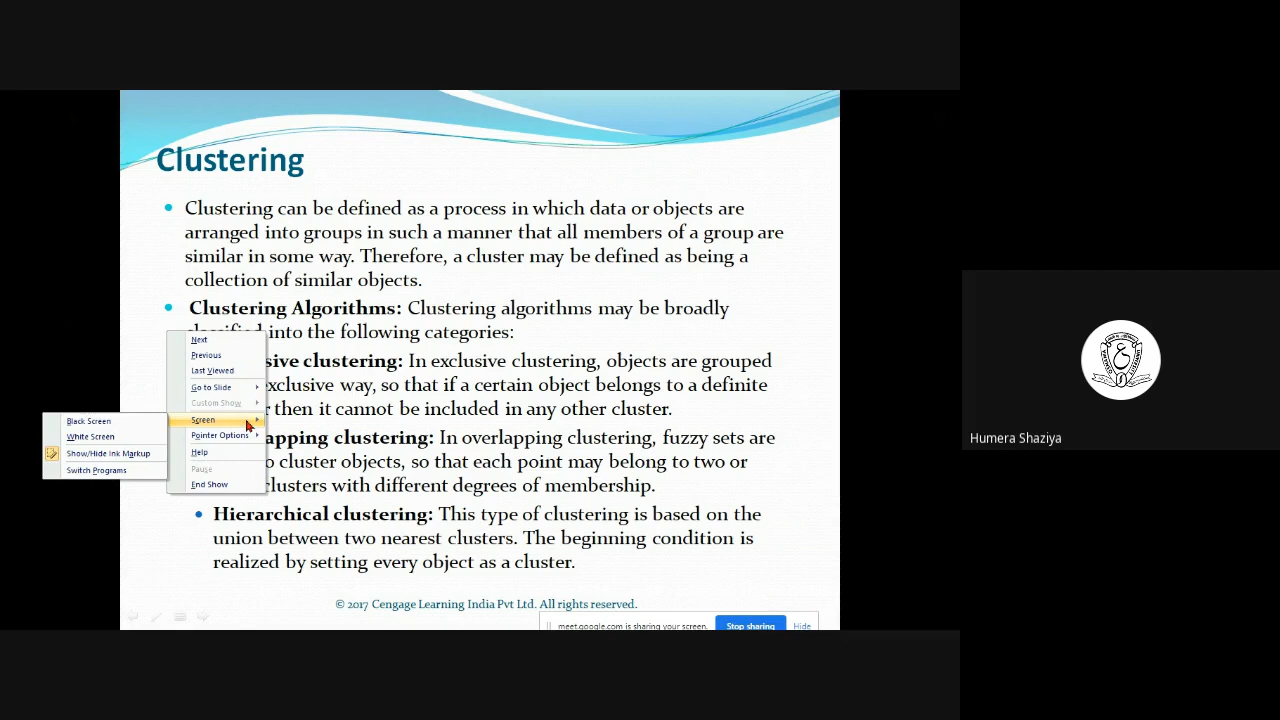 Clustering
Clustering can be defined as a process in which data or objects are
arranged into groups in such a manner that all members of a group are
similar in some way. Therefore, a cluster may be defined as being a
collection of similar objects.
Clustering Algorithms: Clustering algorithms may be broadly
into the following categories:
sive clustering: In exclusive clustering, objects are grouped
exclusive way, so that if a certain object belongs to a definite
r then it cannot be included in any other cluster.
apping clustering: In overlapping clustering, fuzzy sets are
o cluster objects, so that each point may belong to two or
clusters with different degrees of membership.
Hierarchical clustering: This type of clustering is based on the
union between two nearest clusters. The beginning condition is
realized by setting every object as a cluster.
© 2017 Cengage Learning India Pvt Ltd. All rights reserved.
Next
Previous
Last Viewed
Go to Slide
Custom Show
Screen
Pointer Options
Help
Pause
End Show
Black Screen
White Screen
Show/Hide Ink Markup
Switch Programs
meet.google.com is sharing your screen.
Stop sharing
Hide
Humera Shaziya